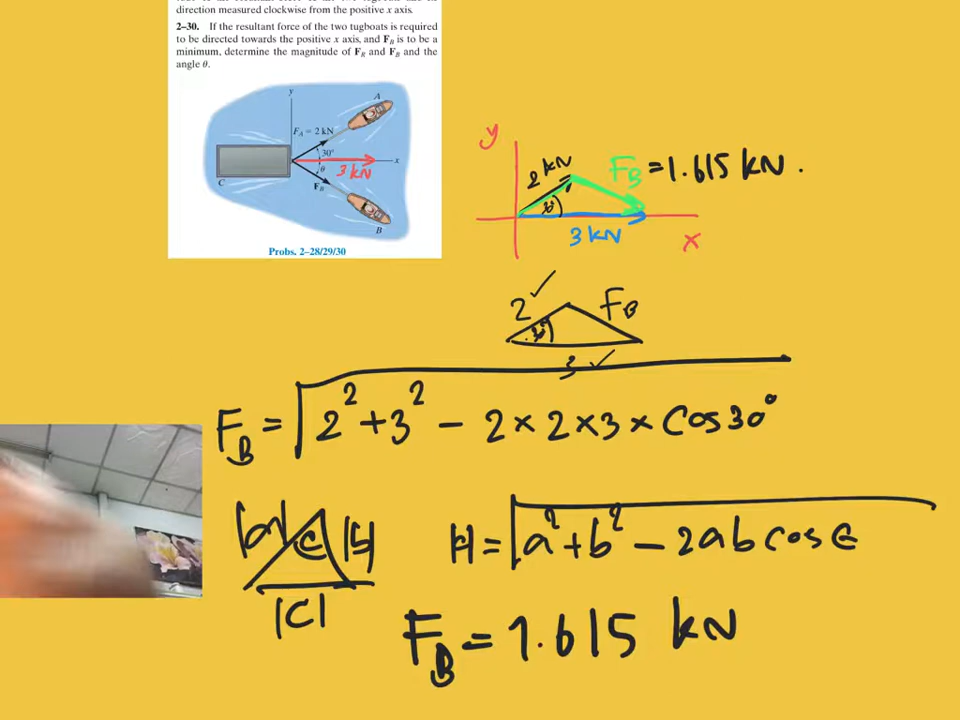 direction measured clockwise from the positive x axis.
2–30. If the resultant force of the two tugboats is required
to be directed towards the positive x axis, and F_B is to be a
minimum, determine the magnitude of F_R and F_B and the
angle θ.
y
A
F_A = 2 kN
30°
x
3 kN
θ
C
F_B
B
Probs. 2–28/29/30
y
2 kN
F_B = 1.615 kN.
30°
3 kN
x
2 ✓
F_B
30°
3 ✓
F_B = √2² + 3² − 2 × 2 × 3 × Cos 30°
|a|
|b|
|c|
= √a² + b² − 2ab cos θ
F_B = 1.615 kN